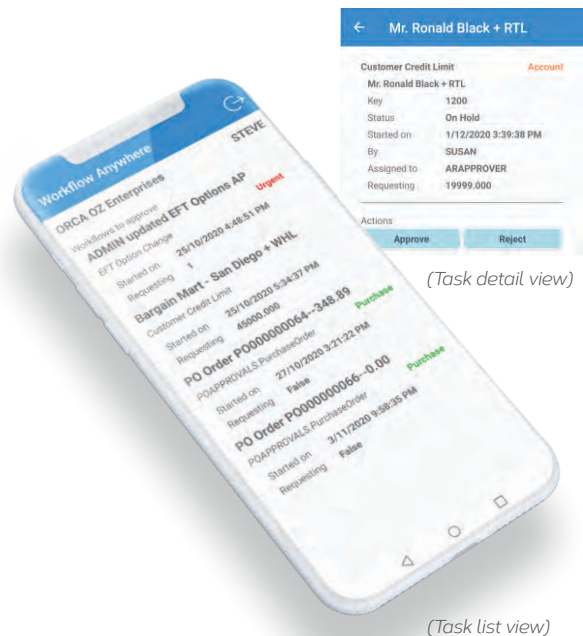 Mr. Ronald Black + RTL
Customer Credit Limit Account
Mr. Ronald Black + RTL
Key 1200
Status On Hold
Started on 1/12/2020 3:39:38 PM
By SUSAN
Assigned to ARAPPROVER
Requesting 19999.000
Actions
Approve Reject
(Task detail view)
Workflow Anywhere
ORCA OZ Enterprises STEVE
Workflows to approve
ADMIN updated EFT Options AP Urgent
EFT Option Change
Started on 25/10/2020 4:48:51 PM
Requesting 1
Bargain Mart - San Diego + WHL
Customer Credit Limit
Started on 25/10/2020 5:34:37 PM
Requesting 45000.000
PO Order PO000000064--348.89 Purchase
POAPPROVALS.PurchaseOrder
Started on 27/10/2020 3:21:22 PM
Requesting False
PO Order PO000000066--0.00 Purchase
POAPPROVALS.PurchaseOrder
Started on 3/11/2020 9:58:35 PM
Requesting False
(Task list view)